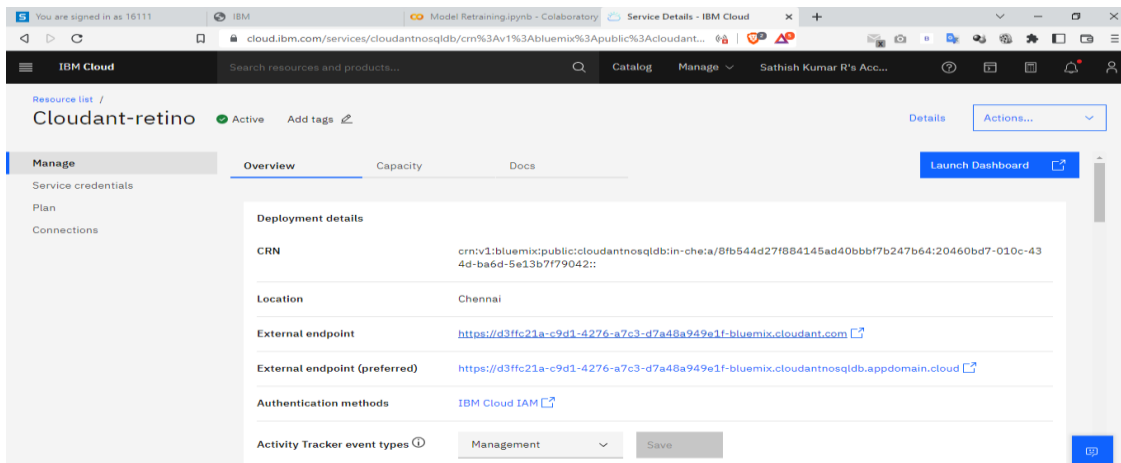 You are signed in as 16111
IBM
Model Retraining.ipynb - Colaboratory
Service Details - IBM Cloud
cloud.ibm.com/services/cloudantnosqldb/crn%3Av1%3Abluemix%3Apublic%3Acloudant...
IBM Cloud
Search resources and products...
Catalog
Manage
Sathish Kumar R's Acc...
Resource list /
Cloudant-retino
Active
Add tags
Details
Actions...
Manage
Service credentials
Plan
Connections
Overview
Capacity
Docs
Launch Dashboard
Deployment details
CRN
crn:v1:bluemix:public:cloudantnosqldb:in-che:a/8fb544d27f884145ad40bbbf7b247b64:20460bd7-010c-43
4d-ba6d-5e13b7f79042::
Location
Chennai
External endpoint
https://d3ffc21a-c9d1-4276-a7c3-d7a48a949e1f-bluemix.cloudant.com
External endpoint (preferred)
https://d3ffc21a-c9d1-4276-a7c3-d7a48a949e1f-bluemix.cloudantnosqldb.appdomain.cloud
Authentication methods
IBM Cloud IAM
Activity Tracker event types
Management
Save